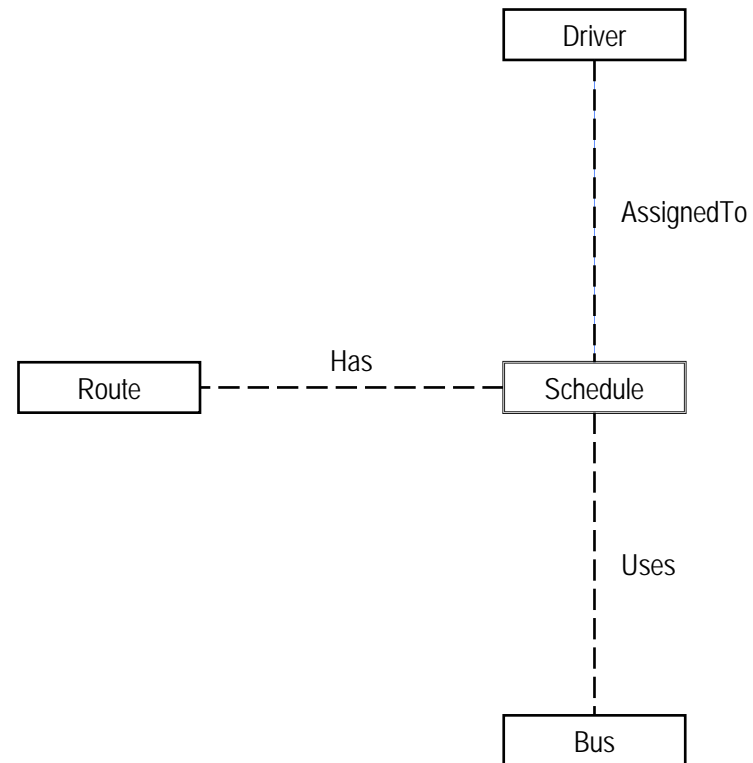 Driver
AssignedTo
Has
Route
Schedule
Uses
Bus